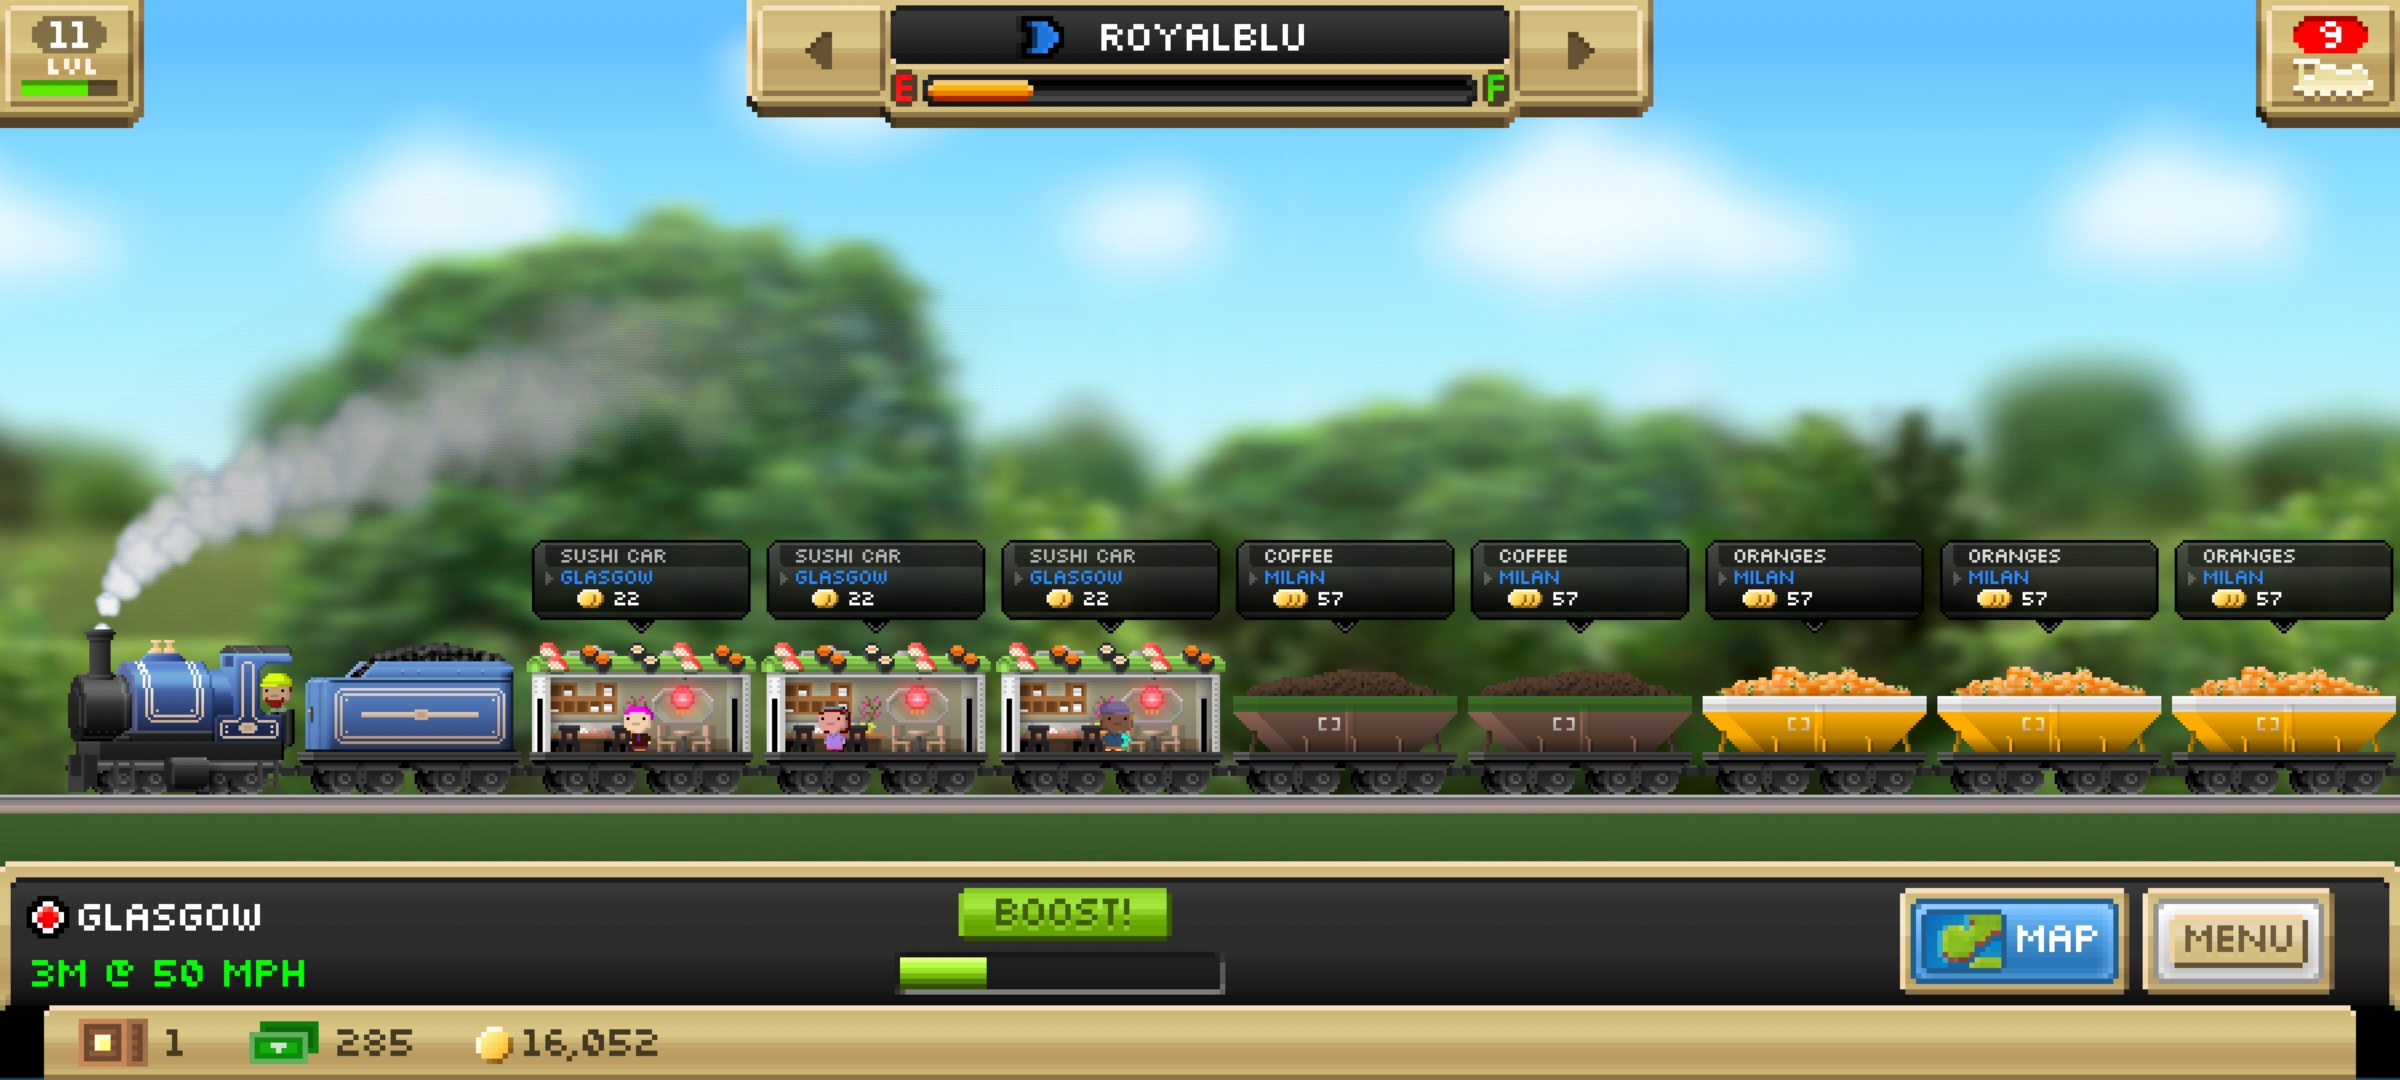 11
LVL
ROYALBLU
E
F
9
SUSHI CAR
GLASGOW
22
SUSHI CAR
GLASGOW
22
SUSHI CAR
GLASGOW
22
COFFEE
MILAN
57
COFFEE
MILAN
57
ORANGES
MILAN
57
ORANGES
MILAN
57
ORANGES
MILAN
57
GLASGOW
3M @ 50 MPH
BOOST!
MAP
MENU
1
285
16,052